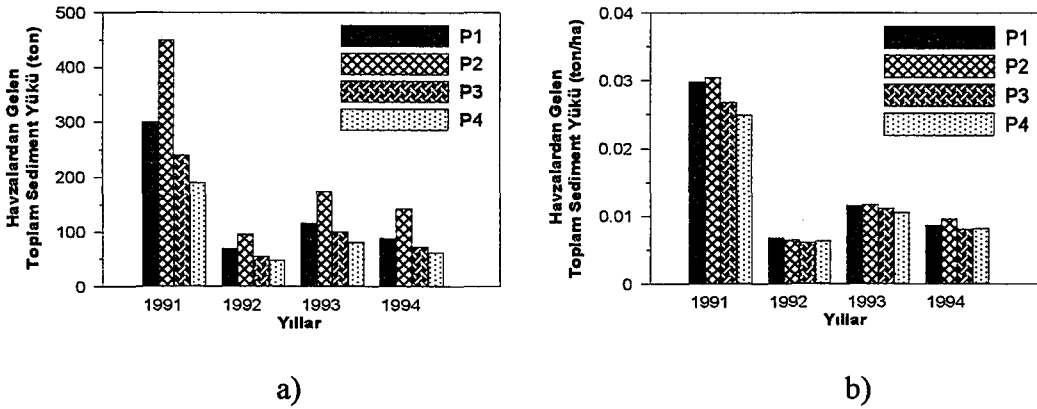 Havzalardan Gelen
Toplam Sediment Yükü (ton)
500
400
300
200
100
0
P1
P2
P3
P4
1991
1992
1993
1994
Yıllar
a)
Havzalardan Gelen
Toplam Sediment Yükü (ton/ha)
0.04
0.03
0.02
0.01
0
P1
P2
P3
P4
1991
1992
1993
1994
Yıllar
b)